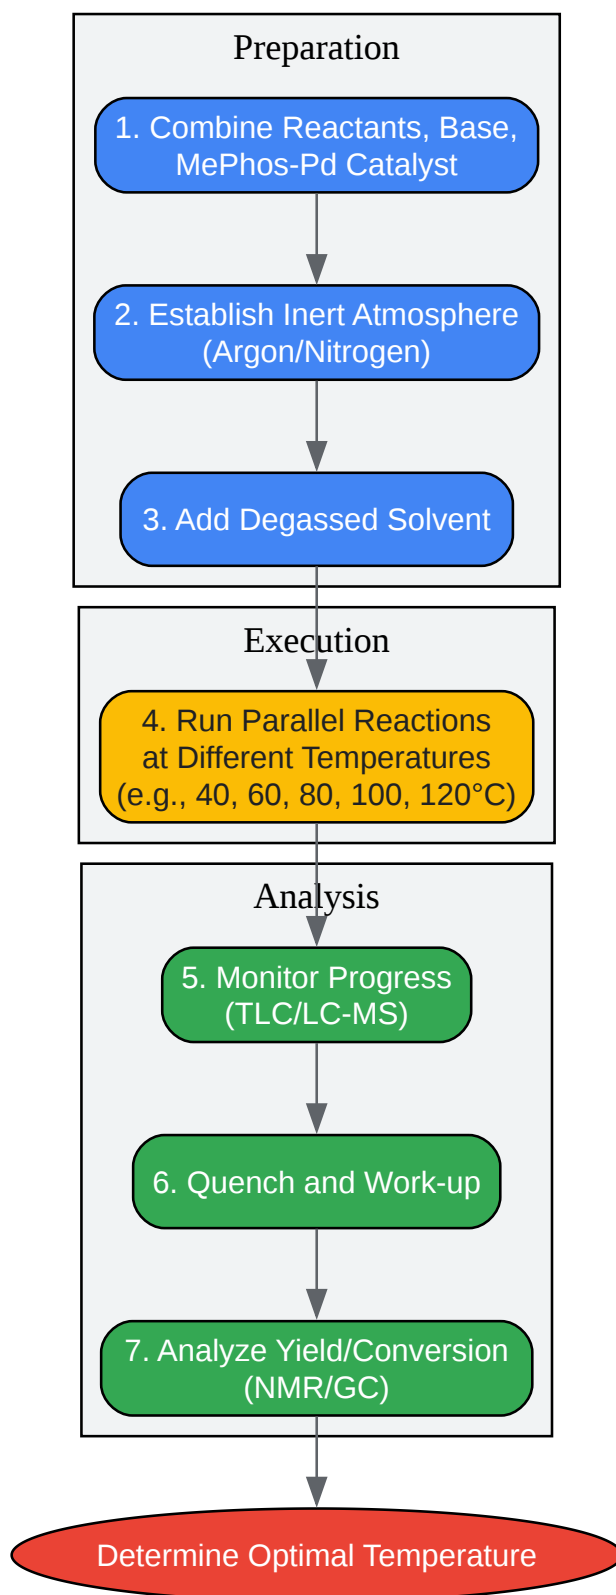 Preparation
1. Combine Reactants, Base,
MePhos-Pd Catalyst
2. Establish Inert Atmosphere
(Argon/Nitrogen)
3. Add Degassed Solvent
Execution
4. Run Parallel Reactions
at Different Temperatures
(e.g., 40, 60, 80, 100, 120°C)
Analysis
5. Monitor Progress
(TLC/LC-MS)
6. Quench and Work-up
7. Analyze Yield/Conversion
(NMR/GC)
Determine Optimal Temperature